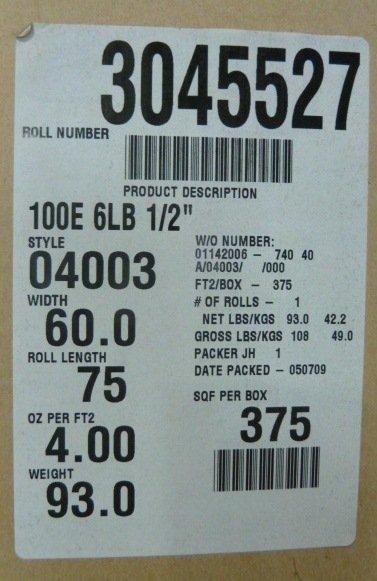 3045527
ROLL NUMBER
PRODUCT DESCRIPTION
100E 6LB 1/2"
STYLE
04003
WIDTH
60.0
ROLL LENGTH
75
OZ PER FT2
4.00
WEIGHT
93.0
W/O NUMBER:
01142006 - 740 40
A/04003/ /000
FT2/BOX - 375
# OF ROLLS - 1
NET LBS/KGS 93.0 42.2
GROSS LBS/KGS 108 49.0
PACKER JH 1
DATE PACKED - 050709
SQF PER BOX
375